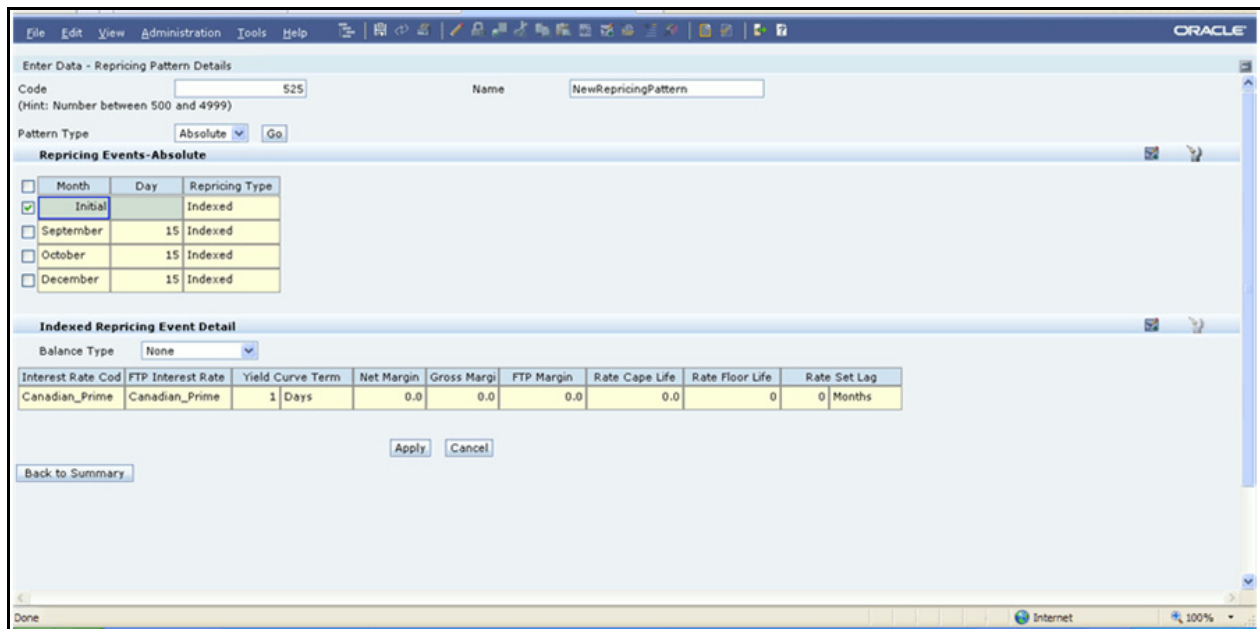 File Edit View Administration Tools Help ORACLE
Enter Data - Repricing Pattern Details
Code 525 Name NewRepricingPattern
(Hint: Number between 500 and 4999)
Pattern Type Absolute Go
Repricing Events-Absolute
Month Day Repricing Type
Initial Indexed
September 15 Indexed
October 15 Indexed
December 15 Indexed
Indexed Repricing Event Detail
Balance Type None
Interest Rate Cod FTP Interest Rate Yield Curve Term Net Margin Gross Margi FTP Margin Rate Cape Life Rate Floor Life Rate Set Lag
Canadian_Prime Canadian_Prime 1 Days 0.0 0.0 0.0 0.0 0 0 Months
Apply Cancel
Back to Summary
Done Internet 100%